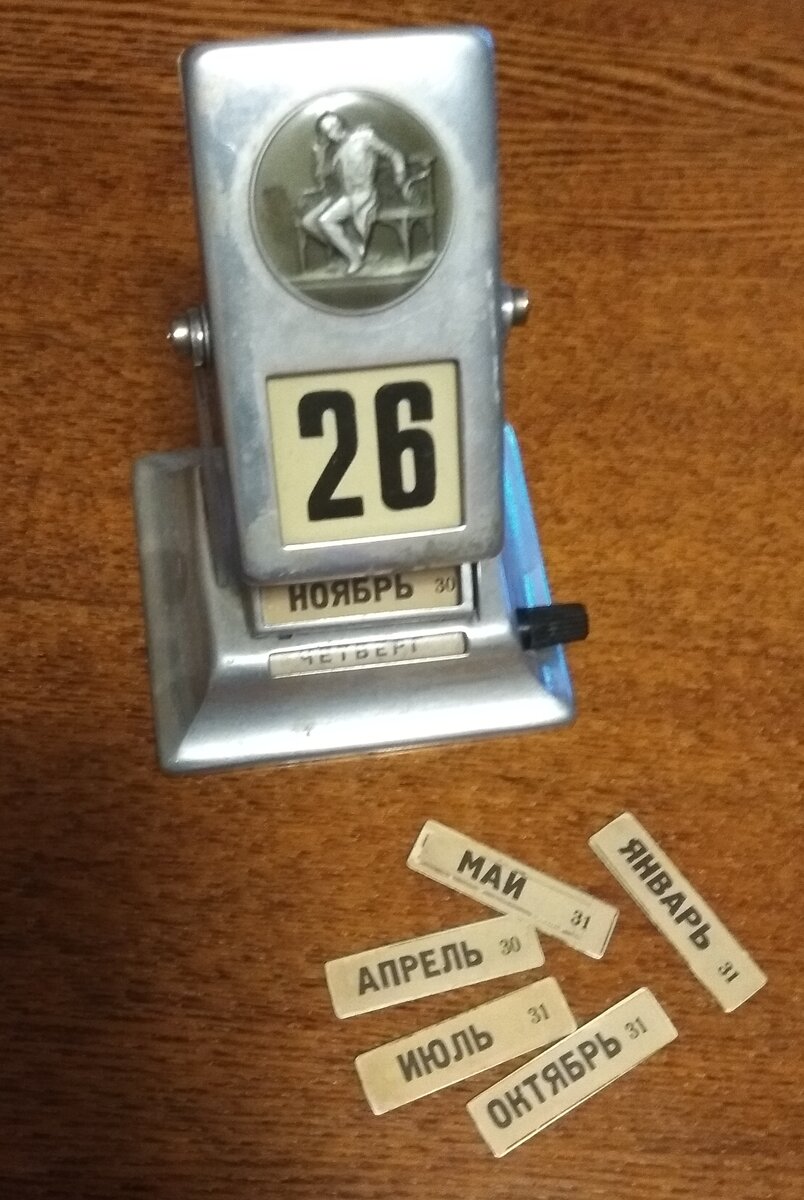 26
НОЯБРЬ 30
ЧЕТВЕРГ
МАЙ 31
ЯНВАРЬ 31
АПРЕЛЬ 30
ИЮЛЬ 31
ОКТЯБРЬ 31